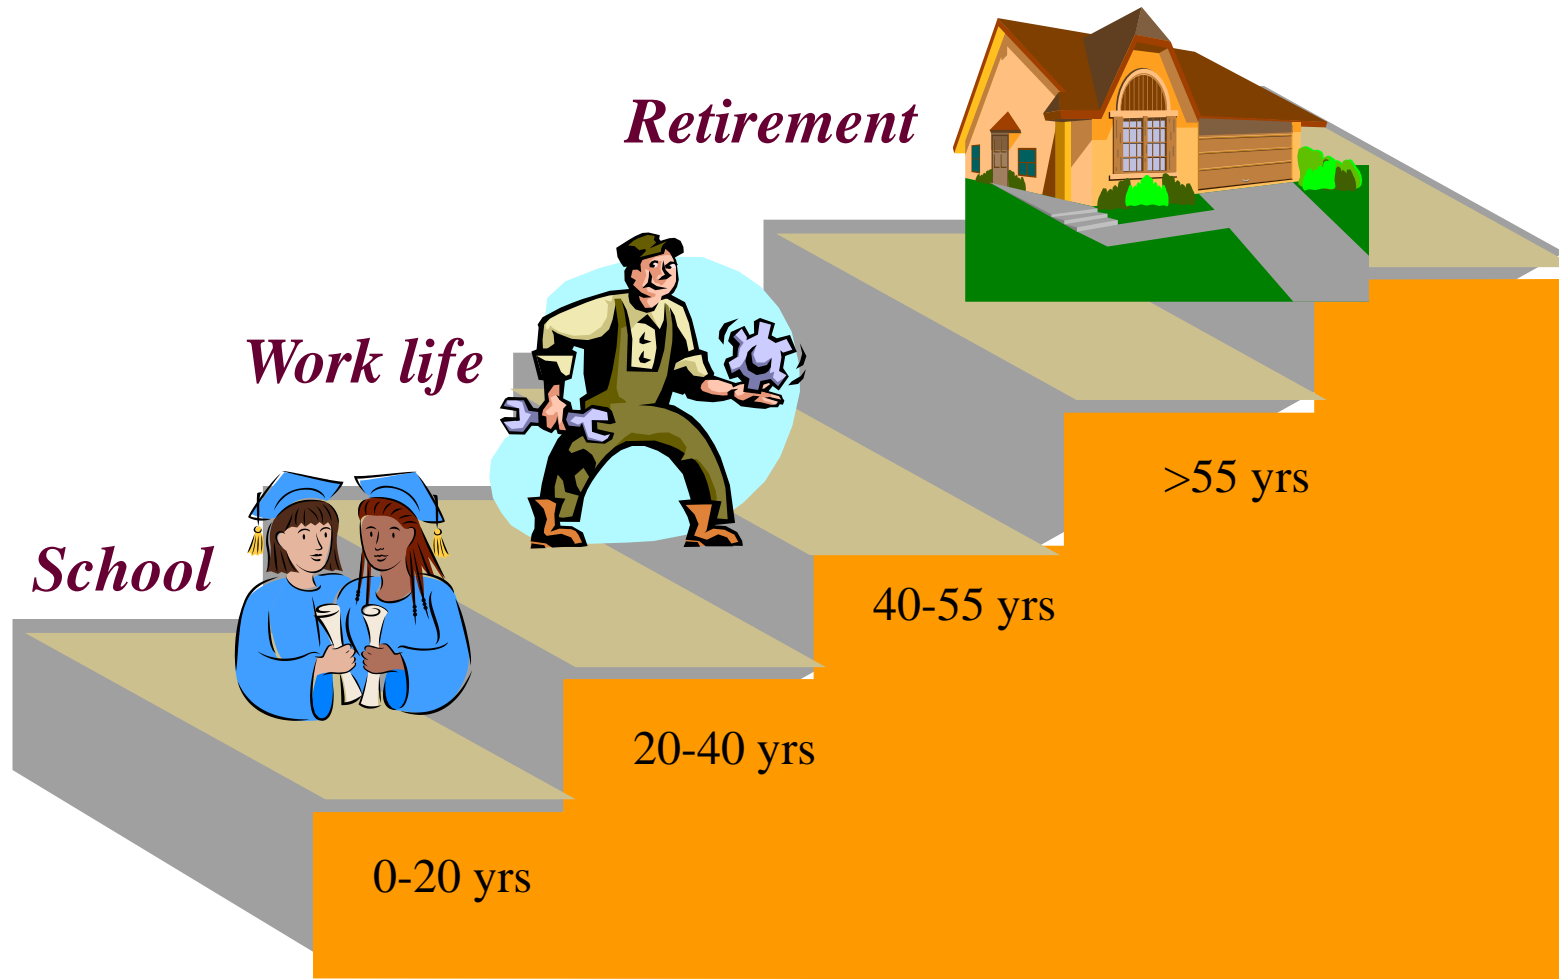 Retirement
Work life
>55 yrs
School
40-55 yrs
20-40 yrs
0-20 yrs